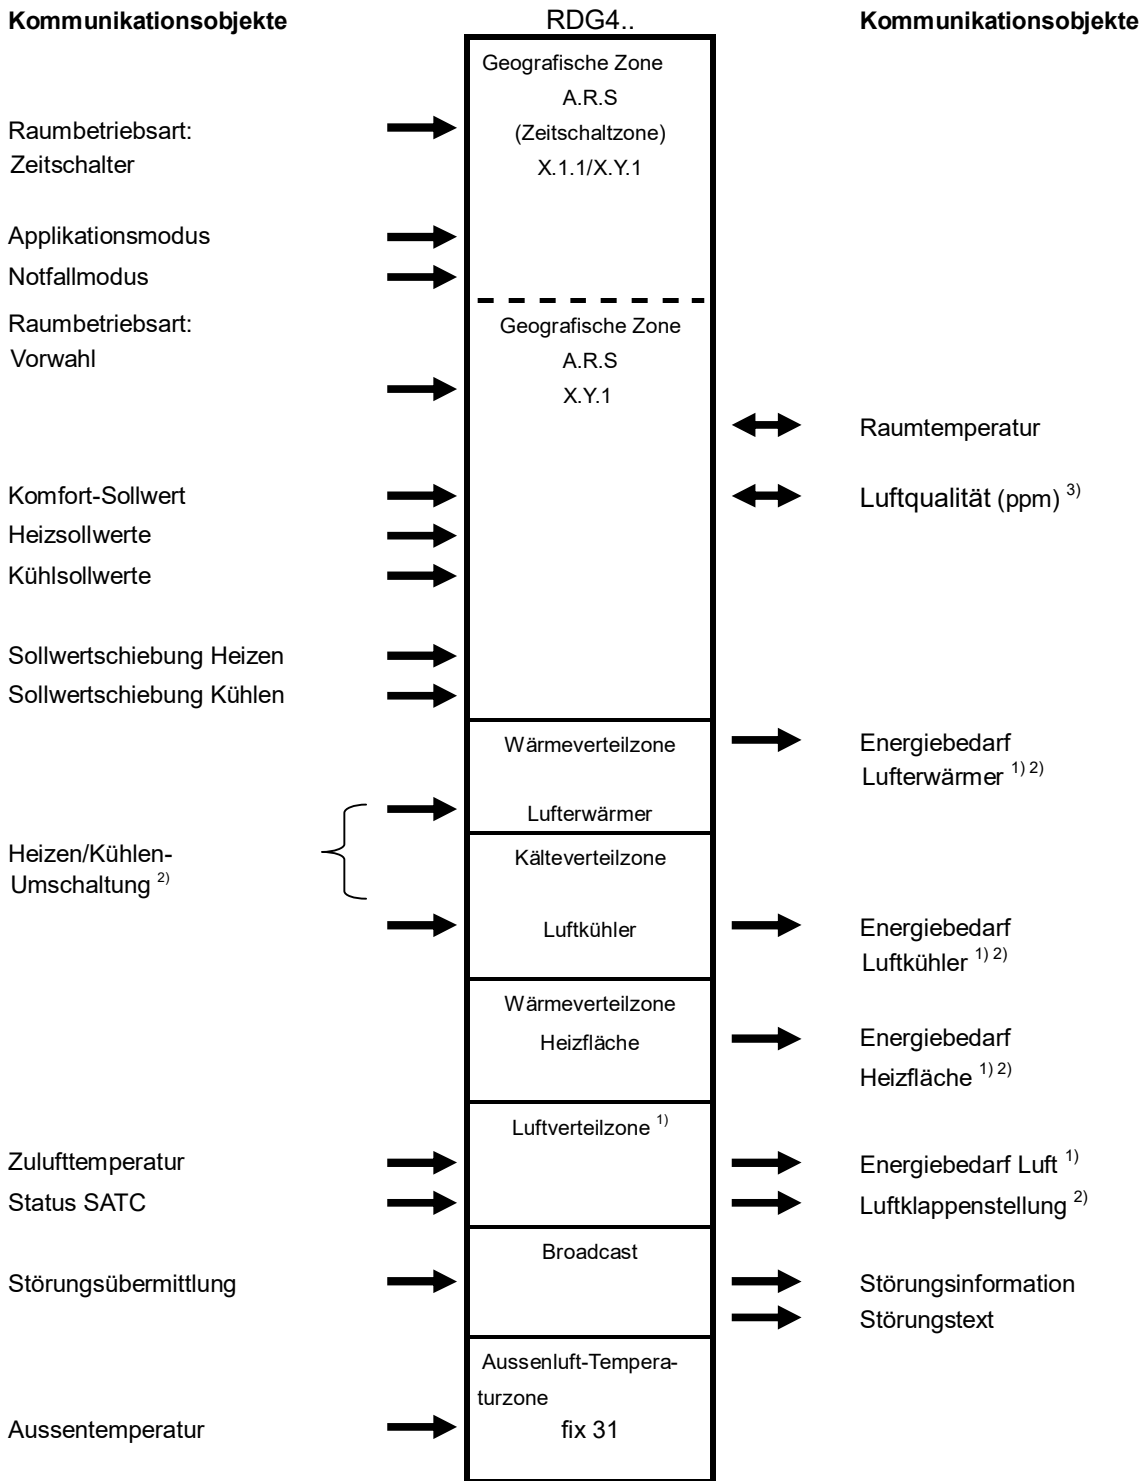 Kommunikationsobjekte
RDG4..
Kommunikationsobjekte
Geografische Zone
A.R.S
(Zeitschaltzone)
X.1.1/X.Y.1
Raumbetriebsart:
Zeitschalter
Applikationsmodus
Notfallmodus
Raumbetriebsart:
Vorwahl
Geografische Zone
A.R.S
X.Y.1
Raumtemperatur
Komfort-Sollwert
Luftqualität (ppm) 3)
Heizsollwerte
Kühlsollwerte
Sollwertschiebung Heizen
Sollwertschiebung Kühlen
Wärmeverteilzone
Lufterwärmer
Energiebedarf
Lufterwärmer 1) 2)
Heizen/Kühlen-
Umschaltung 2)
Kälteverteilzone
Luftkühler
Energiebedarf
Luftkühler 1) 2)
Wärmeverteilzone
Heizfläche
Energiebedarf
Heizfläche 1) 2)
Luftverteilzone 1)
Zulufttemperatur
Energiebedarf Luft 1)
Status SATC
Luftklappenstellung 2)
Broadcast
Störungsübermittlung
Störungsinformation
Störungstext
Aussenluft-Tempera-
turzone
Aussentemperatur
fix 31